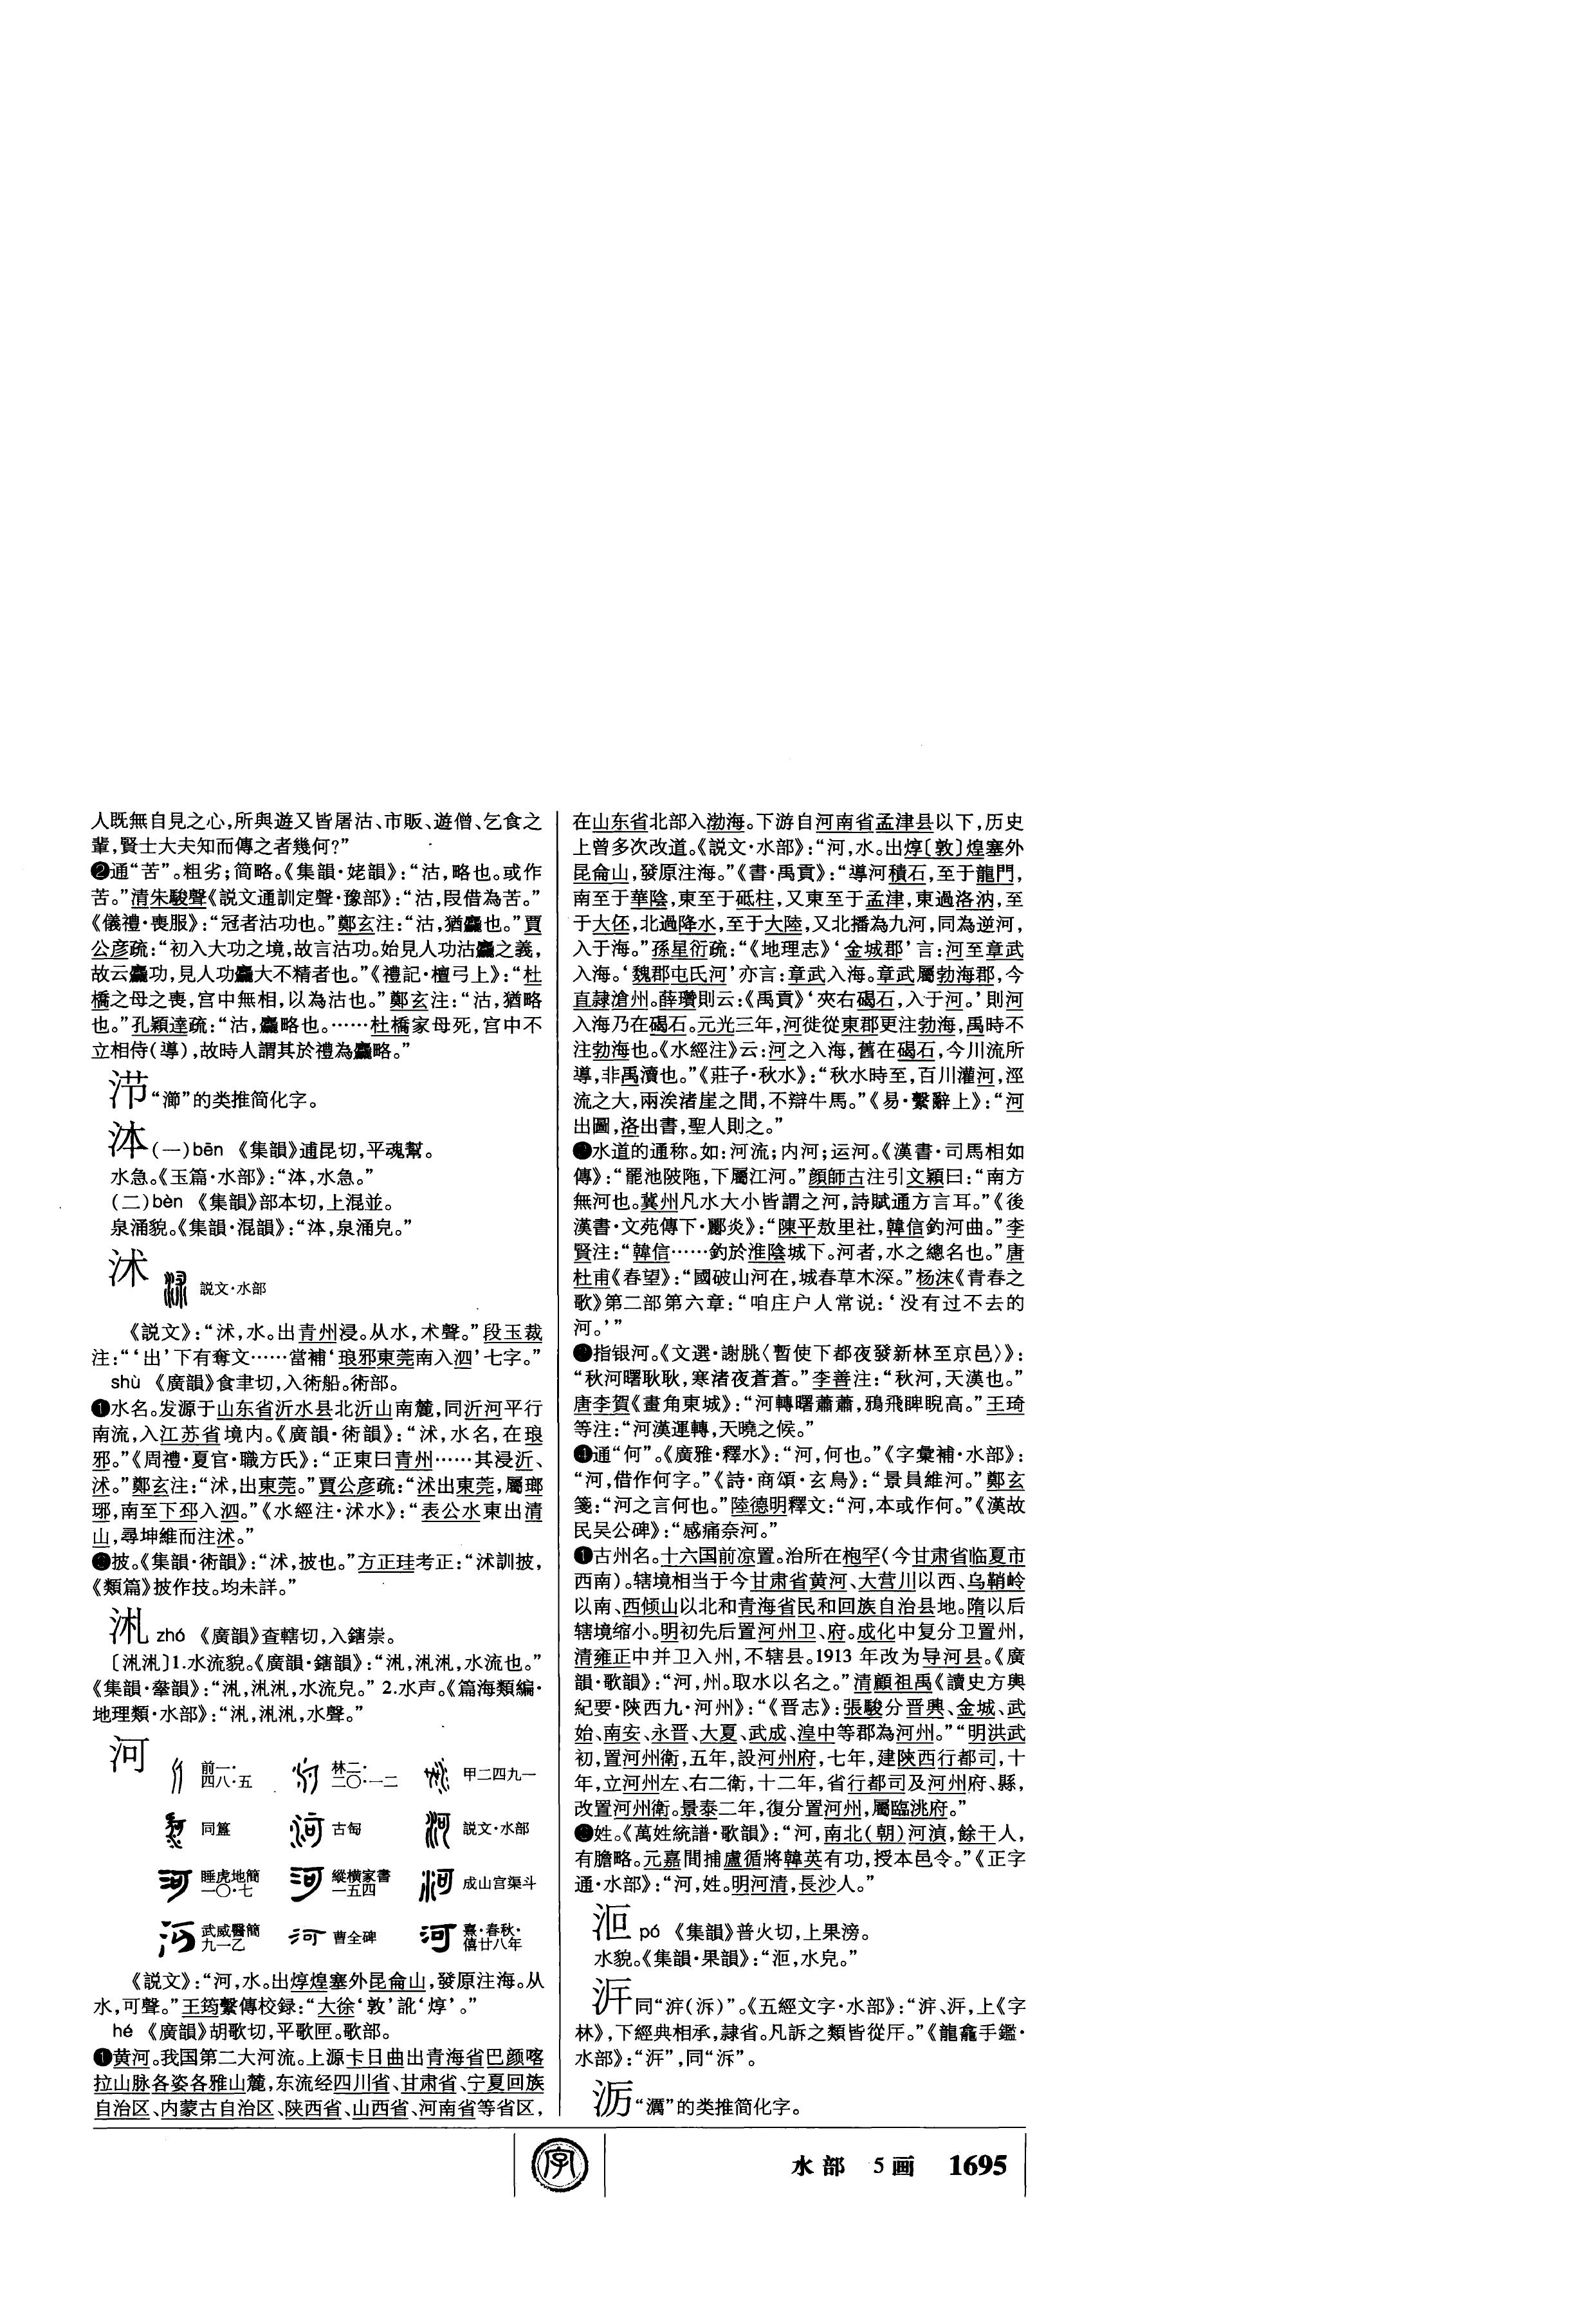 人既無自見之心,所與遊又皆屠沽、市販、遊僧、乞食之
輩,賢士大夫知而傳之者幾何?”
❷通“苦”。粗劣;简略。《集韻·姥韻》:“沽,略也。或作
苦。”清朱駿聲《説文通訓定聲·豫部》:“沽,叚借為苦。”
《儀禮·喪服》:“冠者沽功也。”鄭玄注:“沽,猶麤也。”賈
公彦疏:“初入大功之境,故言沽功。始見人功沽麤之義,
故云麤功,見人功麤大不精者也。”《禮記·檀弓上》:“杜
橋之母之喪,宫中無相,以為沽也。”鄭玄注:“沽,猶略
也。”孔穎達疏:“沽,麤略也。……杜橋家母死,宫中不
立相侍(導),故時人謂其於禮為麤略。”
“瀄”的类推简化字。
泍(一)bēn 《集韻》逋昆切,平魂幫。
水急。《玉篇·水部》:“泍,水急。”
(二)bèn 《集韻》部本切,上混並。
泉涌貌。《集韻·混韻》:“泍,泉涌皃。”
沭 説文·水部
《説文》:“沭,水。出青州浸。从水,术聲。”段玉裁
注:“‘出’下有奪文……當補‘琅邪東莞南入泗’七字。”
shù 《廣韻》食聿切,入術船。術部。
❶水名。发源于山东省沂水县北沂山南麓,同沂河平行
南流,入江苏省境内。《廣韻·術韻》:“沭,水名,在琅
邪。”《周禮·夏官·職方氏》:“正東曰青州……其浸沂、
沭。”鄭玄注:“沭,出東莞。”賈公彦疏:“沭出東莞,屬瑯
琊,南至下邳入泗。”《水經注·沭水》:“表公水東出清
山,尋坤維而注沭。”
披。《集韻·術韻》:“沭,披也。”方正珪考正:“沭訓披,
《類篇》披作技。均未詳。”
汃 zhó 《廣韻》查轄切,入鎋崇。
1.水流貌。《廣韻·鎋韻》:“水流也。”
《集韻·舝韻》:“水流皃。” 2.水声。《篇海類編·
地理類·水部》:“水聲。”
河 前一·四八·五 林二·二〇·一二 甲二四九一
同簋 古匋 説文·水部
睡虎地簡一〇·七 縱横家書一五四 成山宫渠斗
武威醫簡九一乙 曹全碑 熹·春秋·僖廿八年
《説文》:“河,水。出焞煌塞外昆侖山,發原注海。从
水,可聲。”王筠繫傳校録:“大徐‘敦’訛‘焞’。”
hé 《廣韻》胡歌切,平歌匣。歌部。
❶黄河。我国第二大河流。上源卡日曲出青海省巴颜喀
拉山脉各姿各雅山麓,东流经四川省、甘肃省、宁夏回族
自治区、内蒙古自治区、陕西省、山西省、河南省等省区,
在山东省北部入渤海。下游自河南省孟津县以下,历史
上曾多次改道。《説文·水部》:“河,水。出焞〔敦〕煌塞外
昆侖山,發原注海。”《書·禹貢》:“導河積石,至于龍門,
南至于華陰,東至于砥柱,又東至于孟津,東過洛汭,至
于大伾,北過降水,至于大陸,又北播為九河,同為逆河,
入于海。”孫星衍疏:“《地理志》‘金城郡’言:河至章武
入海。‘魏郡屯氏河’亦言:章武入海。章武屬勃海郡,今
直隷滄州。薛瓚則云:《禹貢》‘夾右碣石,入于河。’則河
入海乃在碣石。元光三年,河徙從東郡更注勃海,禹時不
注勃海也。《水經注》云:河之入海,舊在碣石,今川流所
導,非禹瀆也。”《莊子·秋水》:“秋水時至,百川灌河,涇
流之大,兩涘渚崖之間,不辯牛馬。”《易·繫辭上》:“河
出圖,洛出書,聖人則之。”
水道的通称。如:河流;内河;运河。《漢書·司馬相如
傳》:“罷池陂陁,下屬江河。”顔師古注引文穎曰:“南方
無河也。冀州凡水大小皆謂之河,詩賦通方言耳。”《後
漢書·文苑傳下·酈炎》:“陳平敖里社,韓信釣河曲。”李
賢注:“韓信……釣於淮陰城下。河者,水之總名也。”唐
杜甫《春望》:“國破山河在,城春草木深。”杨沫《青春之
歌》第二部第六章:“咱庄户人常说:‘没有过不去的
河。’”
指银河。《文選·謝朓〈暫使下都夜發新林至京邑〉》:
“秋河曙耿耿,寒渚夜蒼蒼。”李善注:“秋河,天漢也。”
唐李賀《畫角東城》:“河轉曙蕭蕭,鴉飛睥睨高。”王琦
等注:“河漢運轉,天曉之候。”
❹通“何”。《廣雅·釋水》:“河,何也。”《字彙補·水部》:
“河,借作何字。”《詩·商頌·玄鳥》:“景員維河。”鄭玄
箋:“河之言何也。”陸德明釋文:“河,本或作何。”《漢故
民吴公碑》:“感痛奈河。”
❶古州名。十六国前凉置。治所在枹罕(今甘肃省临夏市
西南)。辖境相当于今甘肃省黄河、大营川以西、乌鞘岭
以南、西倾山以北和青海省民和回族自治县地。隋以后
辖境缩小。明初先后置河州卫、府。成化中复分卫置州,
清雍正中并卫入州,不辖县。1913 年改为导河县。《廣
韻·歌韻》:“河,州。取水以名之。”清顧祖禹《讀史方輿
紀要·陝西九·河州》:“《晋志》:張駿分晋興、金城、武
始、南安、永晋、大夏、武成、湟中等郡為河州。”“明洪武
初,置河州衛,五年,設河州府,七年,建陝西行都司,十
年,立河州左、右二衛,十二年,省行都司及河州府、縣,
改置河州衛。景泰二年,復分置河州,屬臨洮府。”
姓。《萬姓統譜·歌韻》:“河,南北(朝)河湞,餘干人,
有膽略。元嘉間捕盧循將韓英有功,授本邑令。”《正字
通·水部》:“河,姓。明河清,長沙人。”
洰 pó 《集韻》普火切,上果滂。
水貌。《集韻·果韻》:“水皃。”
汧同“泝(㴑)”。《五經文字·水部》:“上《字
林》,下經典相承,隷省。凡訴之類皆從㡿。”《龍龕手鑑·
水部》:同“泝”。
沥“濿”的类推简化字。
水部 5画 1695